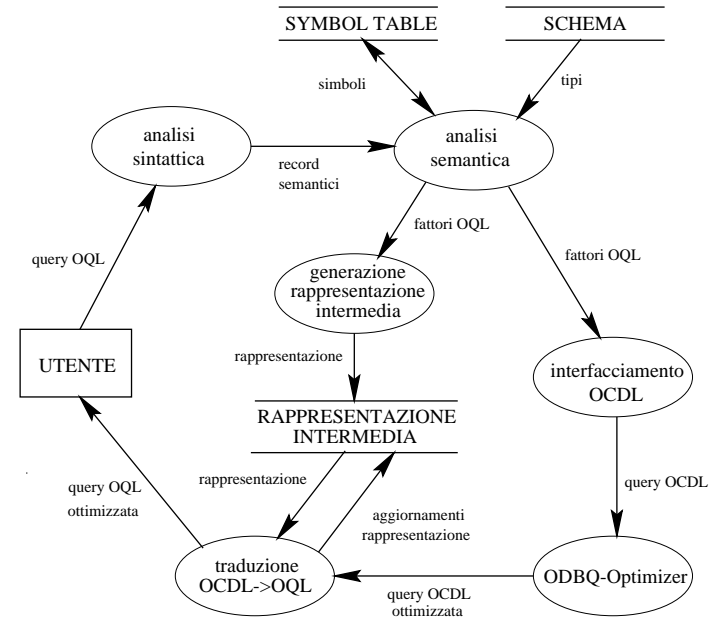 SYMBOL TABLE
SCHEMA
simboli
tipi
analisi
sintattica
analisi
semantica
record
semantici
fattori OQL
query OQL
fattori OQL
generazione
rappresentazione
intermedia
rappresentazione
UTENTE
interfacciamento
OCDL
RAPPRESENTAZIONE
INTERMEDIA
rappresentazione
query OQL
ottimizzata
query OCDL
aggiornamenti
rappresentazione
traduzione
OCDL->OQL
ODBQ-Optimizer
query OCDL
ottimizzata